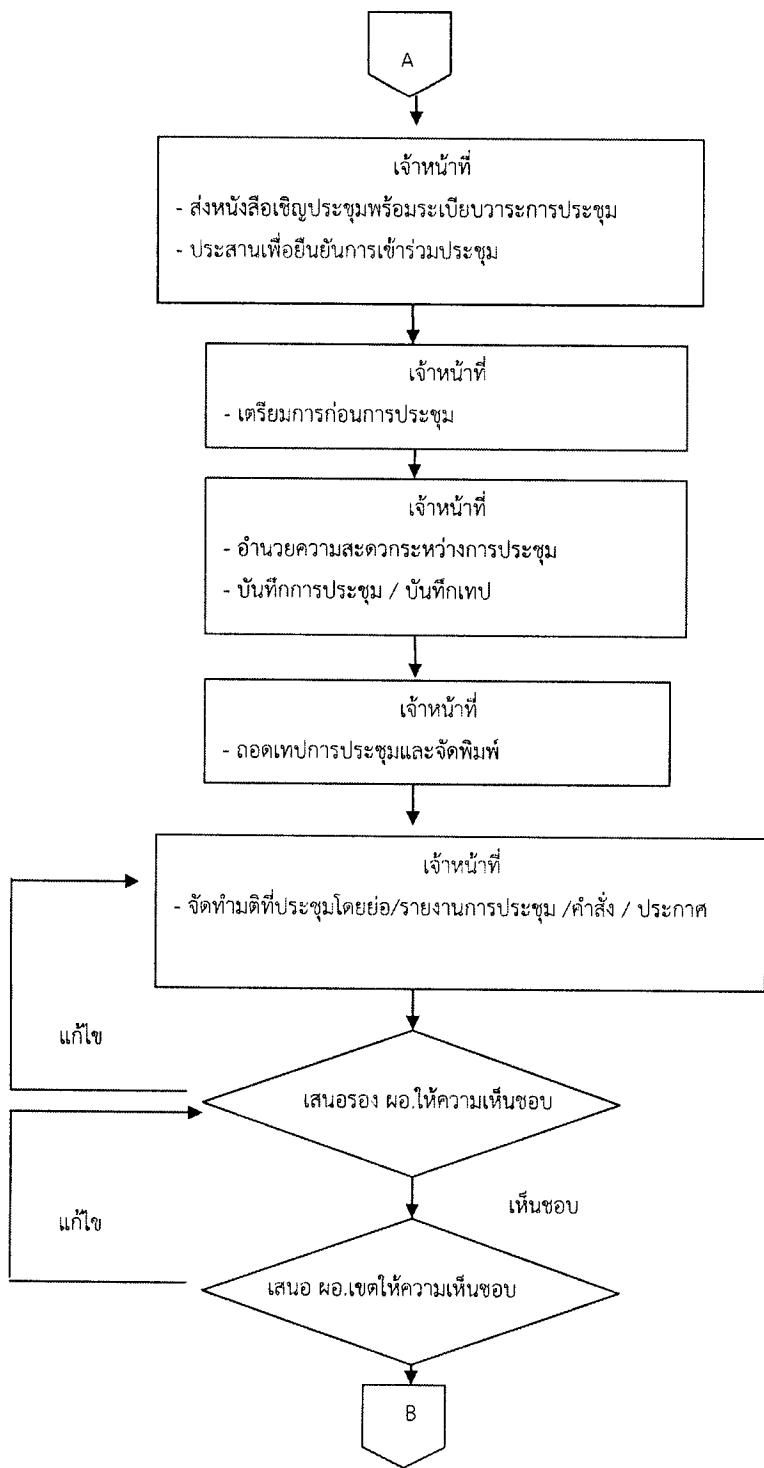 A
เจ้าหน้าที่
- ส่งหนังสือเชิญประชุมพร้อมระเบียบวาระการประชุม
- ประสานเพื่อยืนยันการเข้าร่วมประชุม
เจ้าหน้าที่
- เตรียมการก่อนการประชุม
เจ้าหน้าที่
- อำนวยความสะดวกระหว่างการประชุม
- บันทึกการประชุม / บันทึกเทป
เจ้าหน้าที่
- ถอดเทปการประชุมและจัดพิมพ์
เจ้าหน้าที่
- จัดทำมติที่ประชุมโดยย่อ/รายงานการประชุม /คำสั่ง / ประกาศ
แก้ไข
เสนอรอง ผอ.ให้ความเห็นชอบ
เห็นชอบ
แก้ไข
เสนอ ผอ.เขตให้ความเห็นชอบ
B